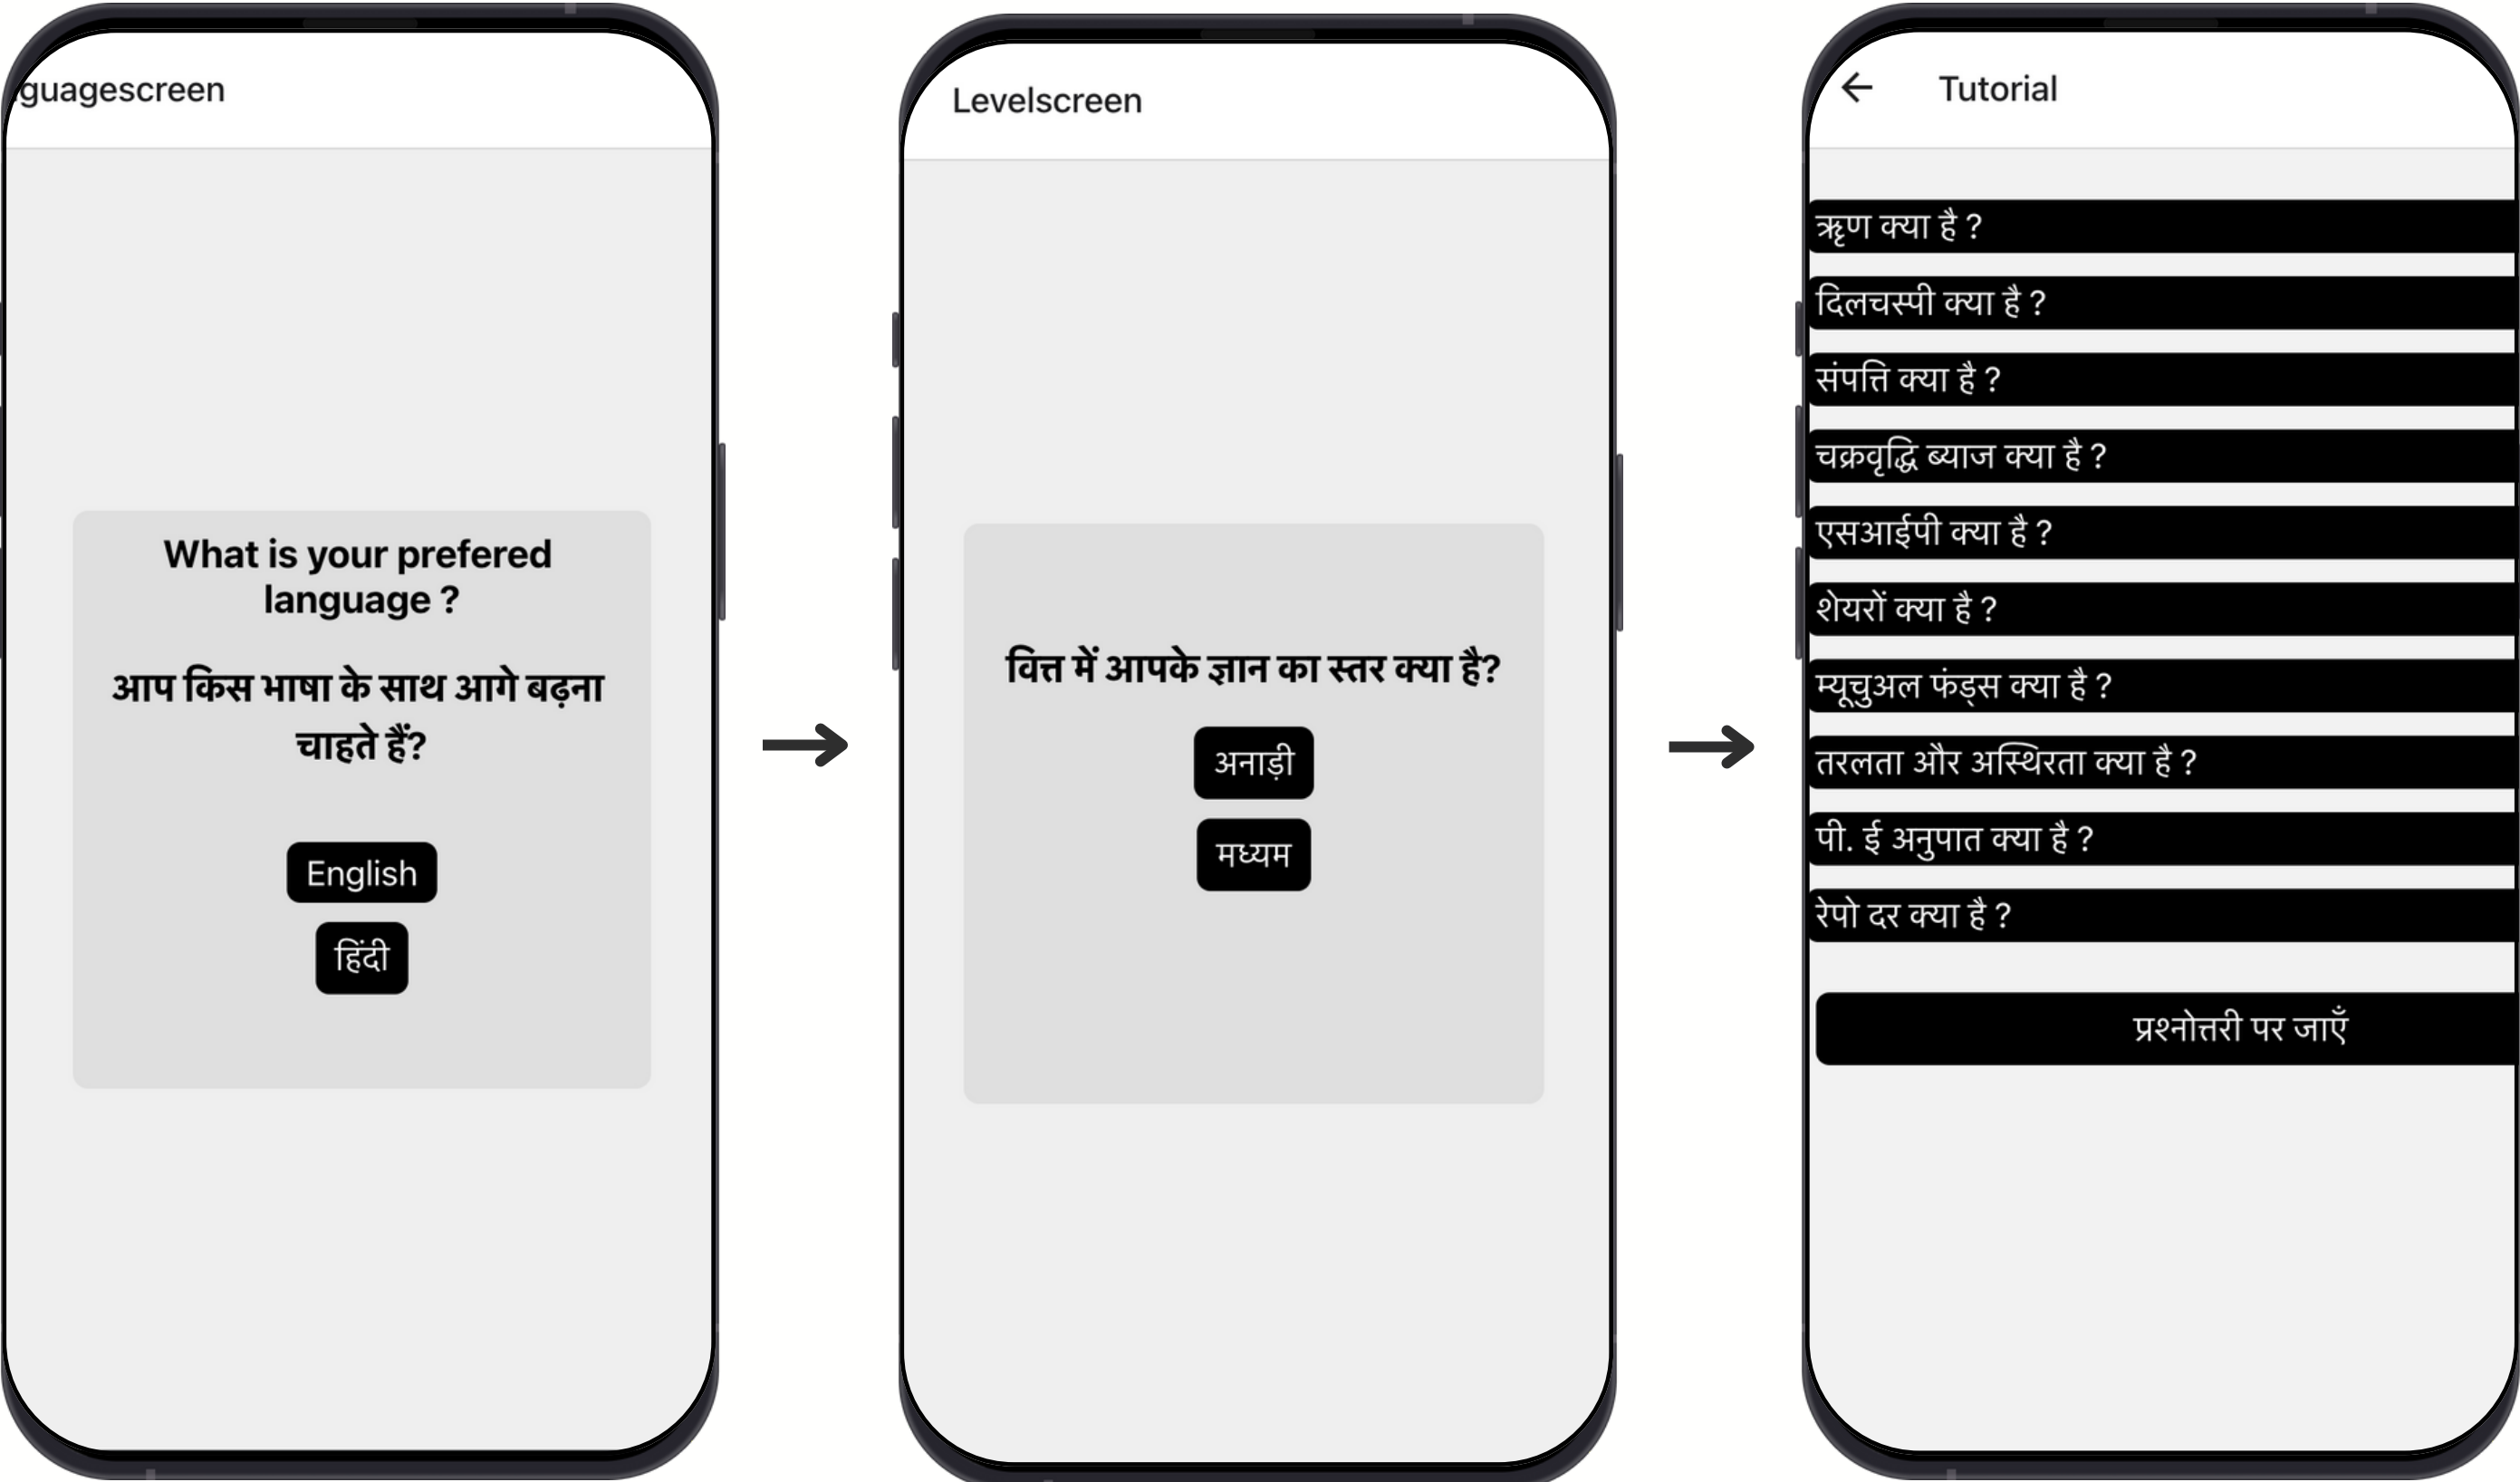 guagescreen
What is your prefered
language ?
आप किस भाषा के साथ आगे बढ़ना
चाहते हैं?
English
हिंदी
Levelscreen
वित्त में आपके ज्ञान का स्तर क्या है?
अनाड़ी
मध्यम
Tutorial
ऋण क्या है ?
दिलचस्पी क्या है ?
संपत्ति क्या है ?
चक्रवृद्धि ब्याज क्या है ?
एसआईपी क्या है ?
शेयरों क्या है ?
म्यूचुअल फंड्स क्या है ?
तरलता और अस्थिरता क्या है ?
पी. ई अनुपात क्या है ?
रेपो दर क्या है ?
प्रश्नोत्तरी पर जाएँ